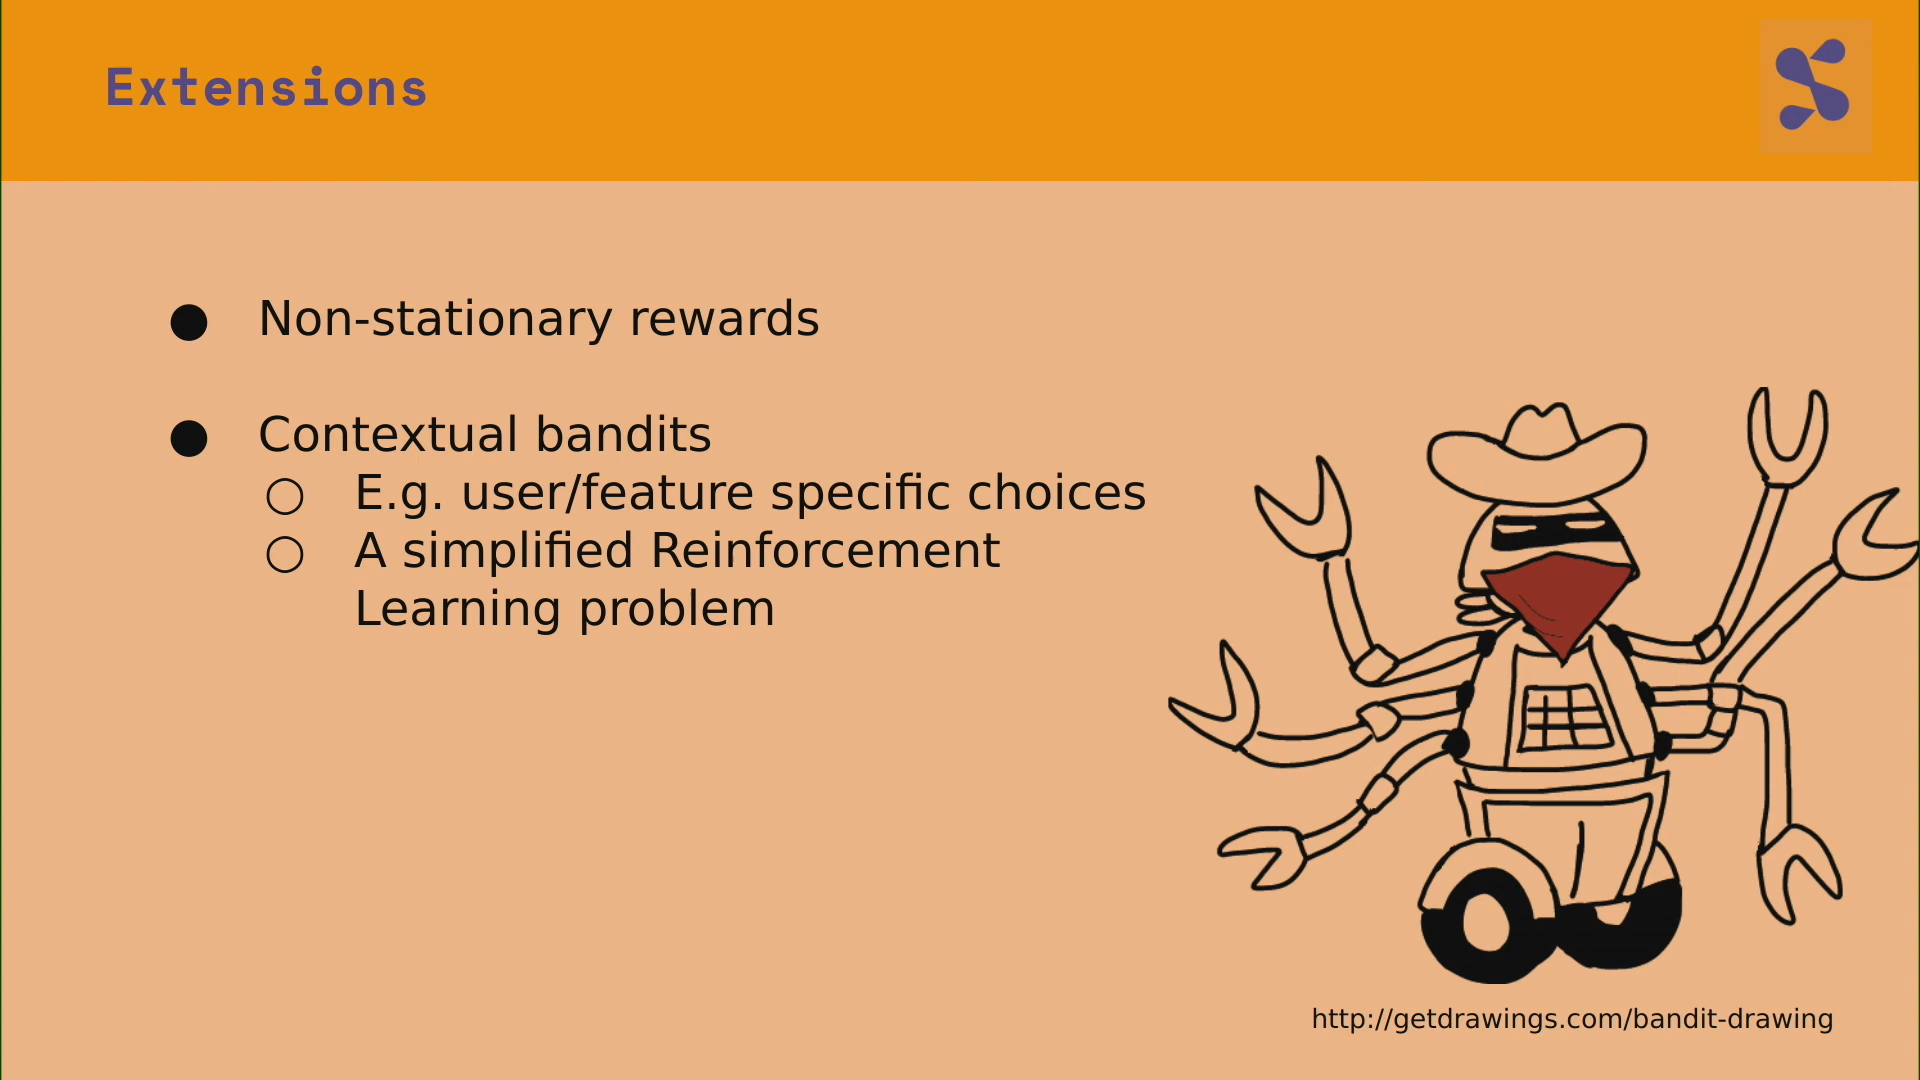 Extensions
● Non-stationary rewards
● Contextual bandits
○ E.g. user/feature specific choices
○ A simplified Reinforcement
Learning problem
http://getdrawings.com/bandit-drawing